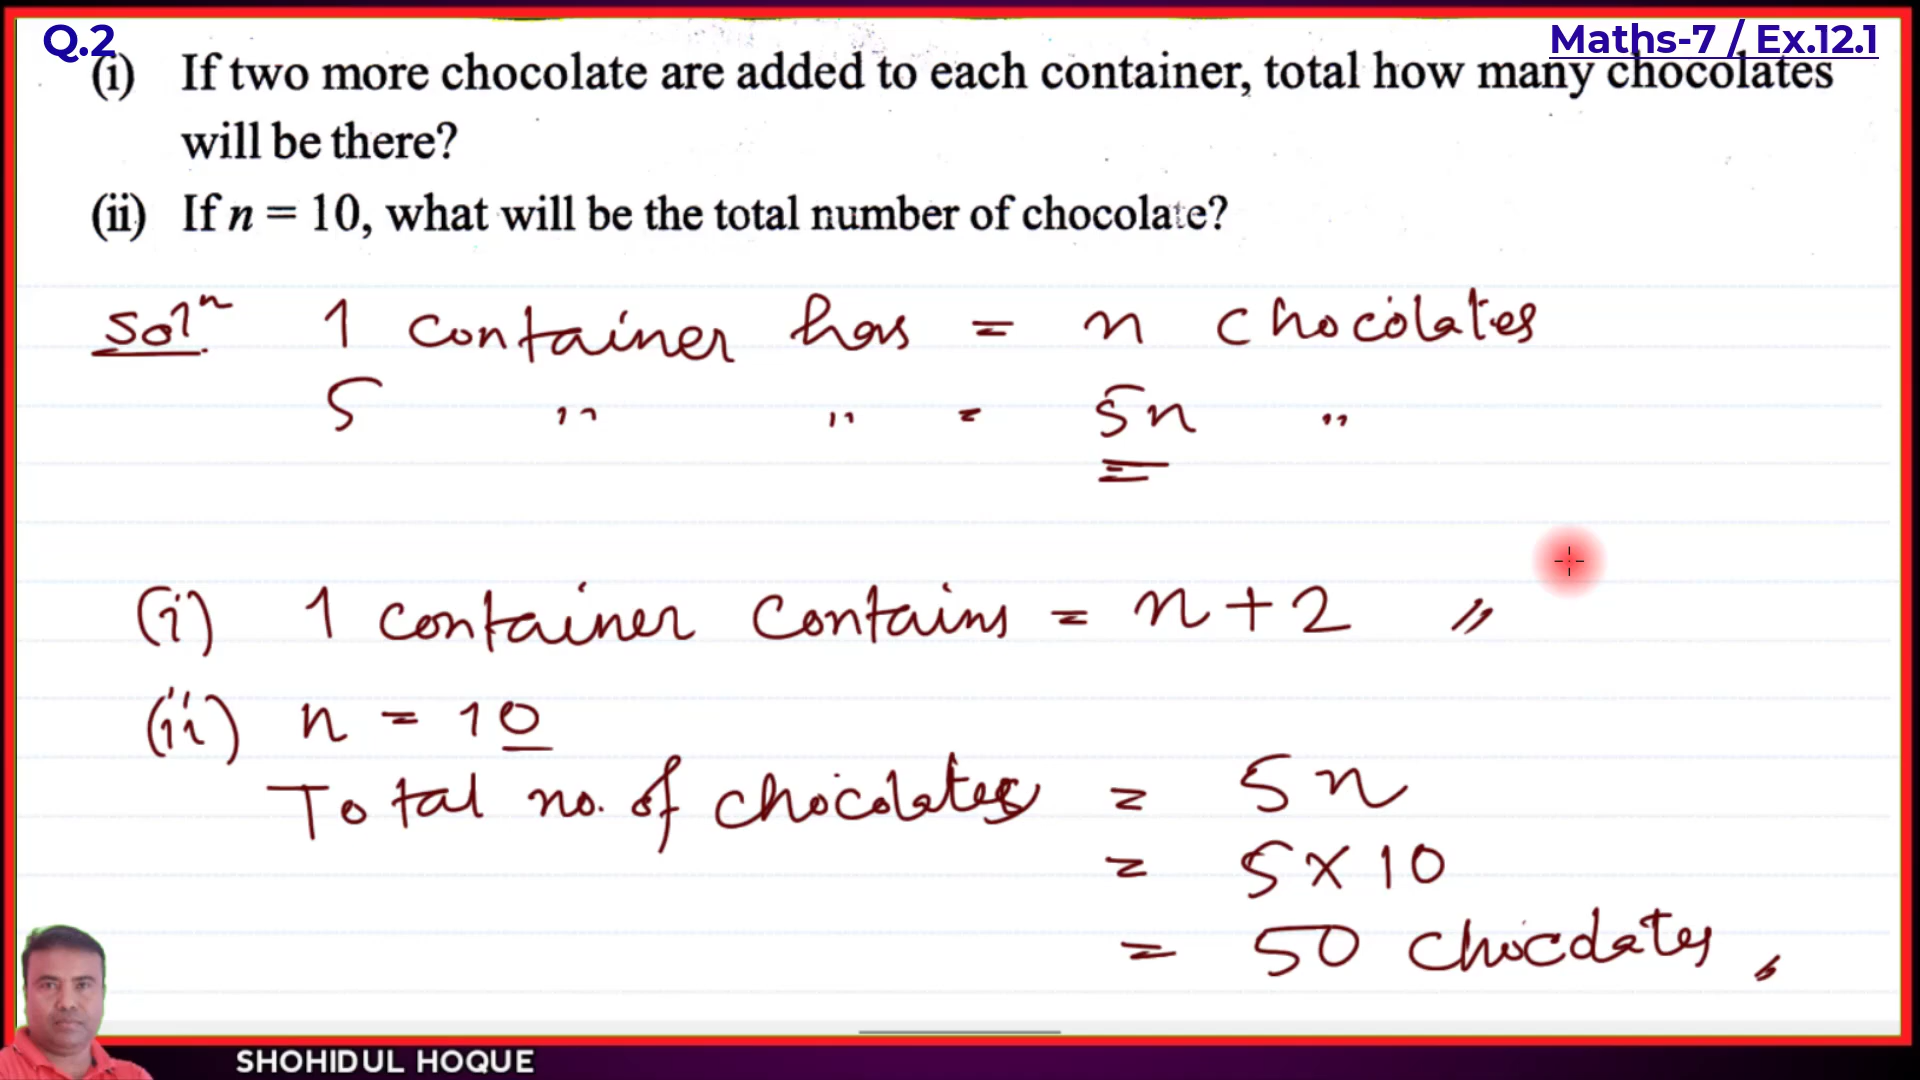 Q.2
Maths-7 / Ex.12.1
(i) If two more chocolate are added to each container, total how many chocolates
will be there?
(ii) If n = 10, what will be the total number of chocolate?
Solⁿ 1 container has = n chocolates
5 " " = 5n "
(i) 1 container contains = n+2 "
(ii) n = 10
Total no. of chocolates = 5n
= 5 × 10
= 50 chocolates,
SHOHIDUL HOQUE